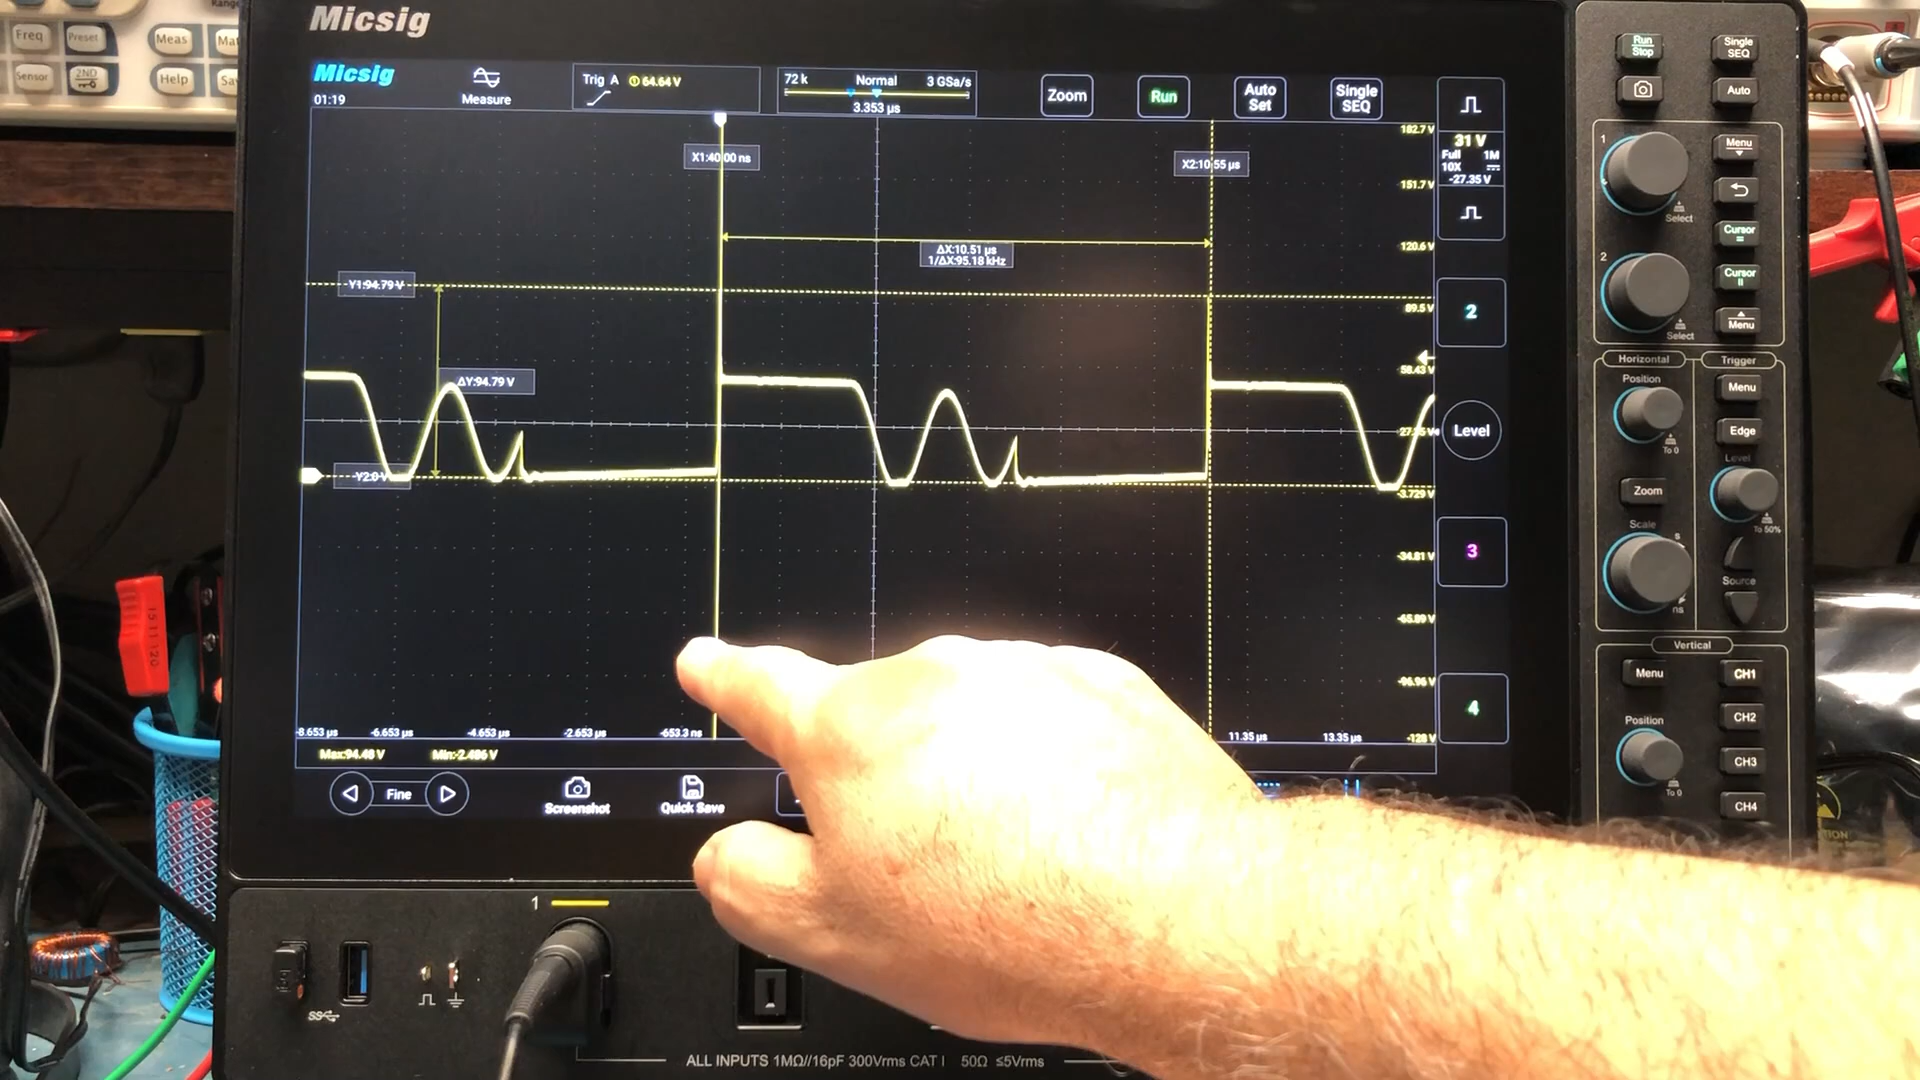 Freq
Preset
Meas
Sensor
2ND
Help
Micsig
Micsig
01:19
Measure
Trig A 64.64 V
72 k Normal 3 GSa/s
3.353 µs
Zoom
Run
Auto Set
Single SEQ
X1:40.00 ns
X2:10.55 µs
ΔX:10.51 µs
1/ΔX:95.18 kHz
Y1:94.79 V
ΔY:94.79 V
Y2:0 V
182.7 V
151.7 V
120.6 V
89.5 V
58.43 V
-3.729 V
-34.81 V
-65.89 V
-96.96 V
-128 V
31 V
Full 1M
10X
-27.35 V
2
Level
3
4
-8.653 µs
-6.653 µs
-4.653 µs
-2.653 µs
-653.3 ns
11.35 µs
13.35 µs
Max:94.48 V
Min:-2.486 V
Fine
Screenshot
Quick Save
Run Stop
Single SEQ
Auto
1
Menu
Select
Cursor
2
Cursor
Select
Menu
Horizontal
Trigger
Position
Menu
To 0
Edge
Level
Zoom
To 50%
Scale
s
ns
Source
Vertical
Menu
CH1
Position
CH2
To 0
CH3
CH4
1
ALL INPUTS 1MΩ//16pF 300Vrms CAT I 50Ω ≤5Vrms